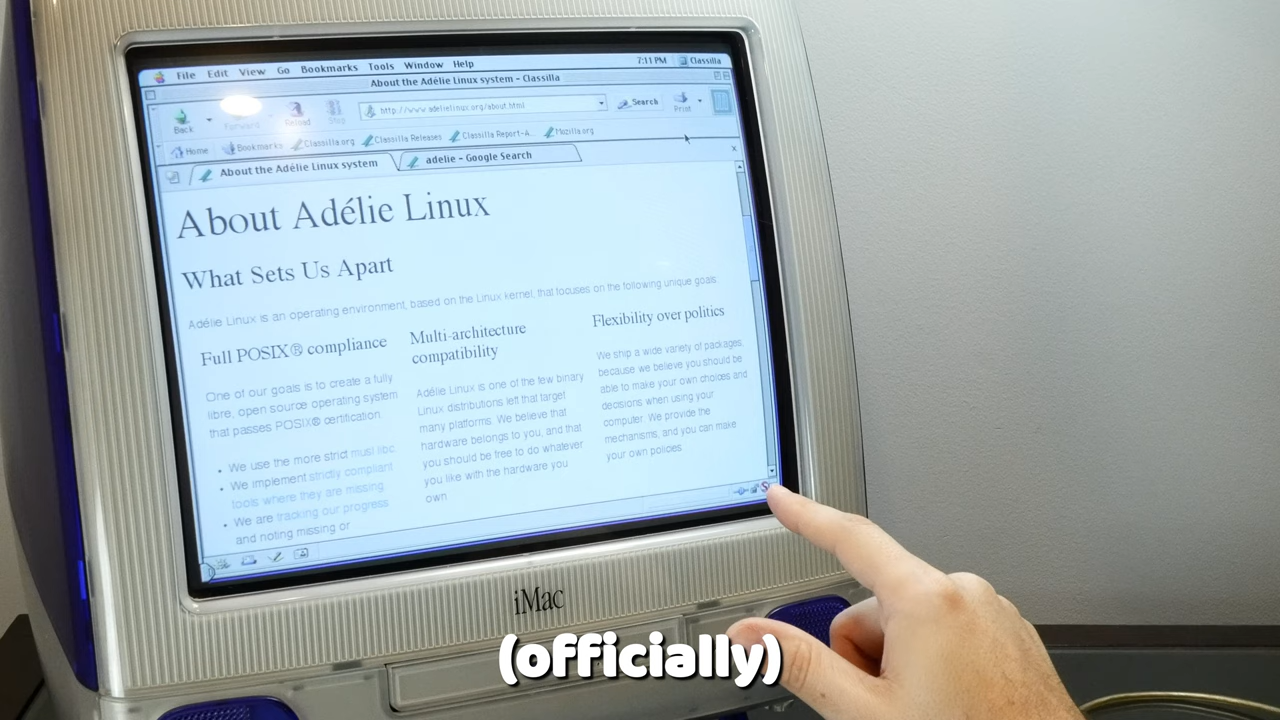 File Edit View Go Bookmarks Tools Window Help 7:11 PM Classilla
About the Adélie Linux system - Classilla
Back Forward Reload Stop http://www.adelielinux.org/about.html Search Print
Home Bookmarks Classilla.org Classilla Releases Classilla Report-A... Mozilla.org
About the Adélie Linux system adelie - Google Search
About Adélie Linux
What Sets Us Apart
Adélie Linux is an operating environment, based on the Linux kernel, that focuses on the following unique goals:
Full POSIX® compliance
One of our goals is to create a fully
libre, open source operating system
that passes POSIX® certification.
• We use the more strict musl libc.
• We implement strictly compliant
tools where they are missing.
• We are tracking our progress
and noting missing or
Multi-architecture
compatibility
Adélie Linux is one of the few binary
Linux distributions left that target
many platforms. We believe that
hardware belongs to you, and that
you should be free to do whatever
you like with the hardware you
own.
Flexibility over politics
We ship a wide variety of packages,
because we believe you should be
able to make your own choices and
decisions when using your
computer. We provide the
mechanisms, and you can make
your own policies.
iMac
(officially)